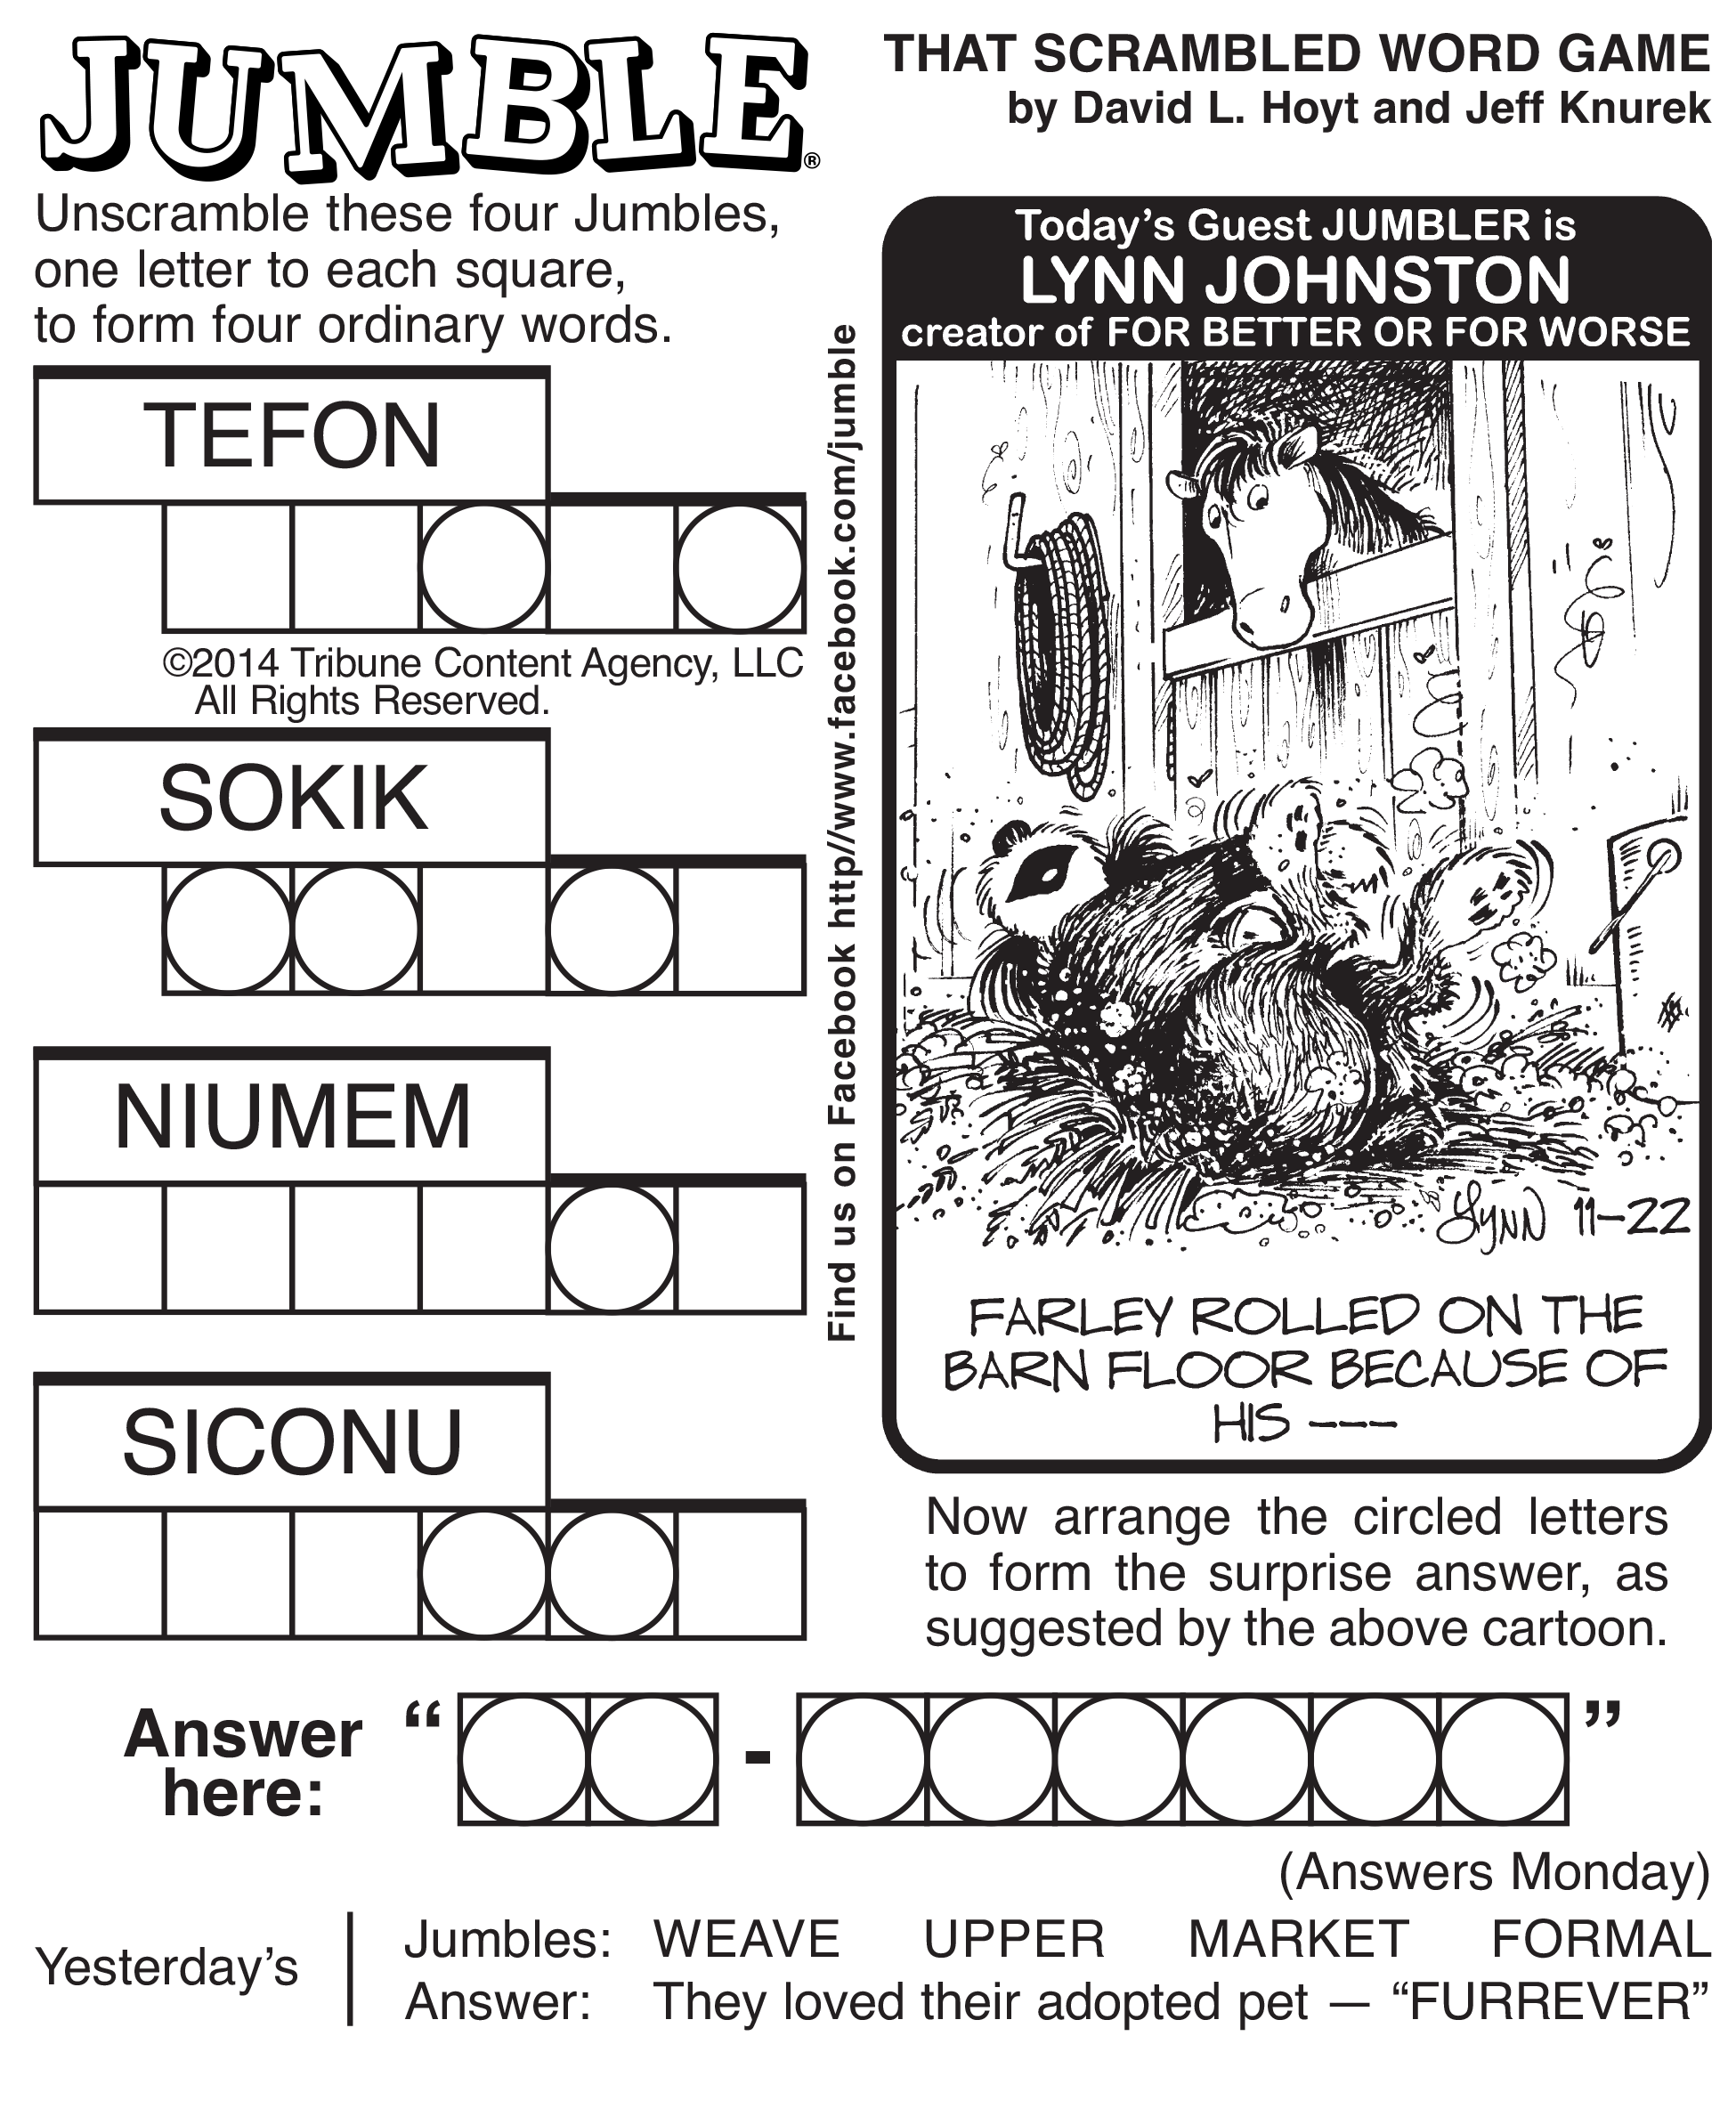 JUMBLE®
THAT SCRAMBLED WORD GAME
by David L. Hoyt and Jeff Knurek
Unscramble these four Jumbles,
one letter to each square,
to form four ordinary words.
TEFON
©2014 Tribune Content Agency, LLC
All Rights Reserved.
SOKIK
NIUMEM
SICONU
Find us on Facebook http//www.facebook.com/jumble
Today's Guest JUMBLER is
LYNN JOHNSTON
creator of FOR BETTER OR FOR WORSE
Lynn 11-22
FARLEY ROLLED ON THE
BARN FLOOR BECAUSE OF
HIS ---
Now arrange the circled letters
to form the surprise answer, as
suggested by the above cartoon.
Answer
here:
“ - ”
(Answers Monday)
Yesterday's
Jumbles: WEAVE UPPER MARKET FORMAL
Answer: They loved their adopted pet — “FURREVER”